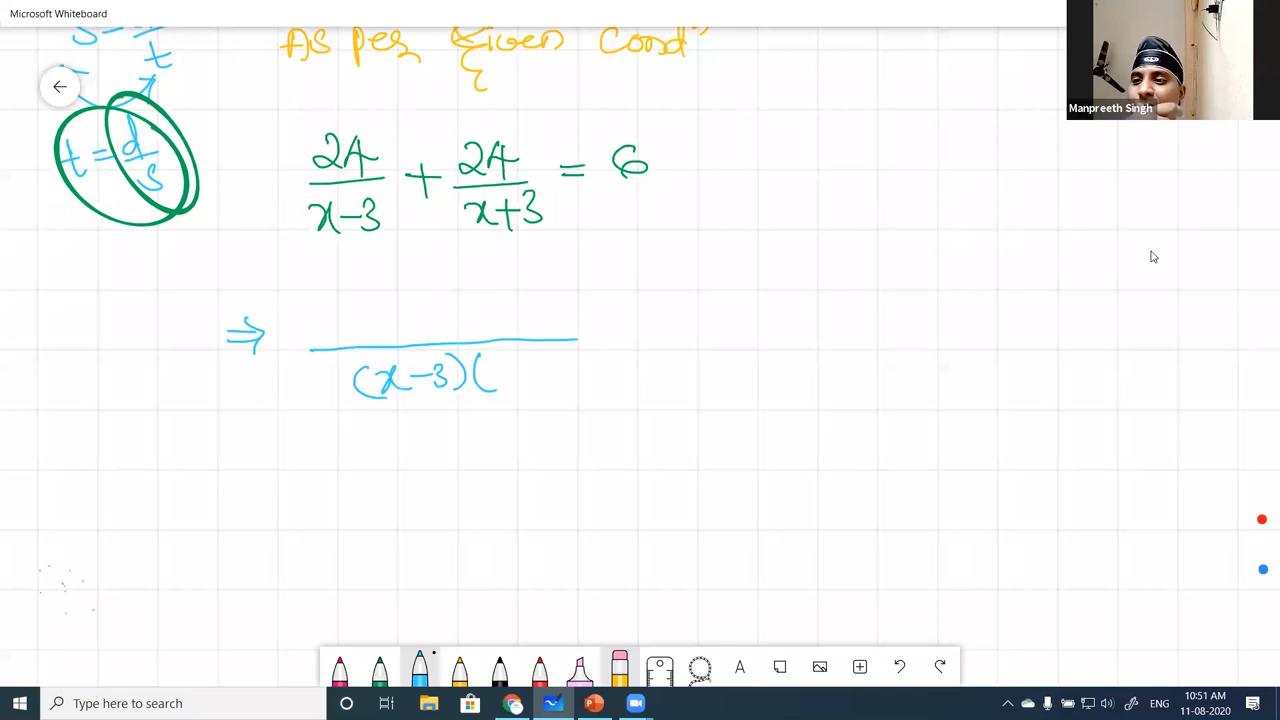 Microsoft Whiteboard
As per Given Cond
Manpreeth Singh
t = d/s
24/(x-3) + 24/(x+3) = 6
⇒ (x-3)(
A
Type here to search
ENG
10:51 AM
11-08-2020